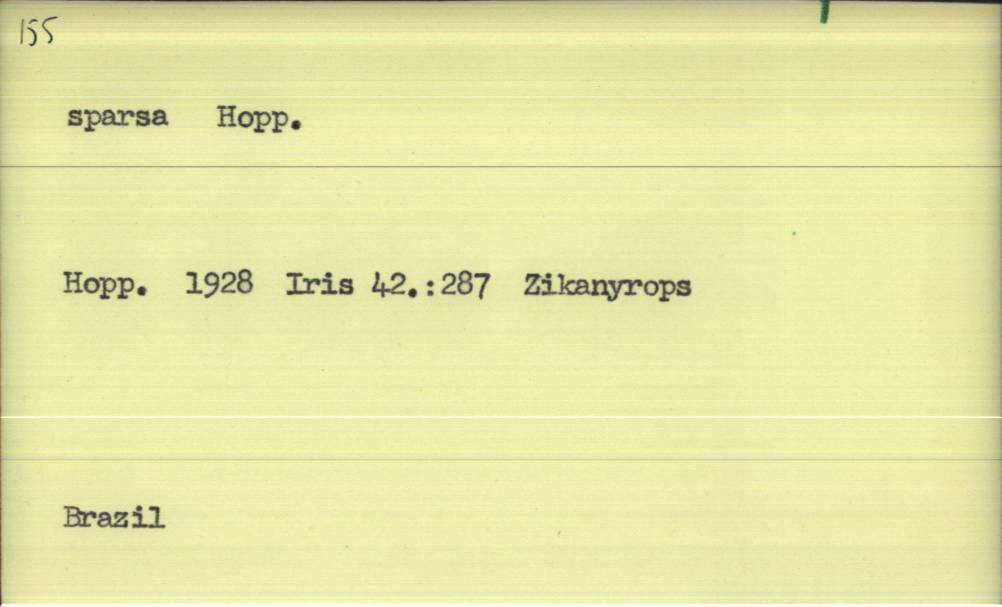 155
sparsa Hopp.
Hopp. 1928 Iris 42.:287 Zikanyrops
Brazil